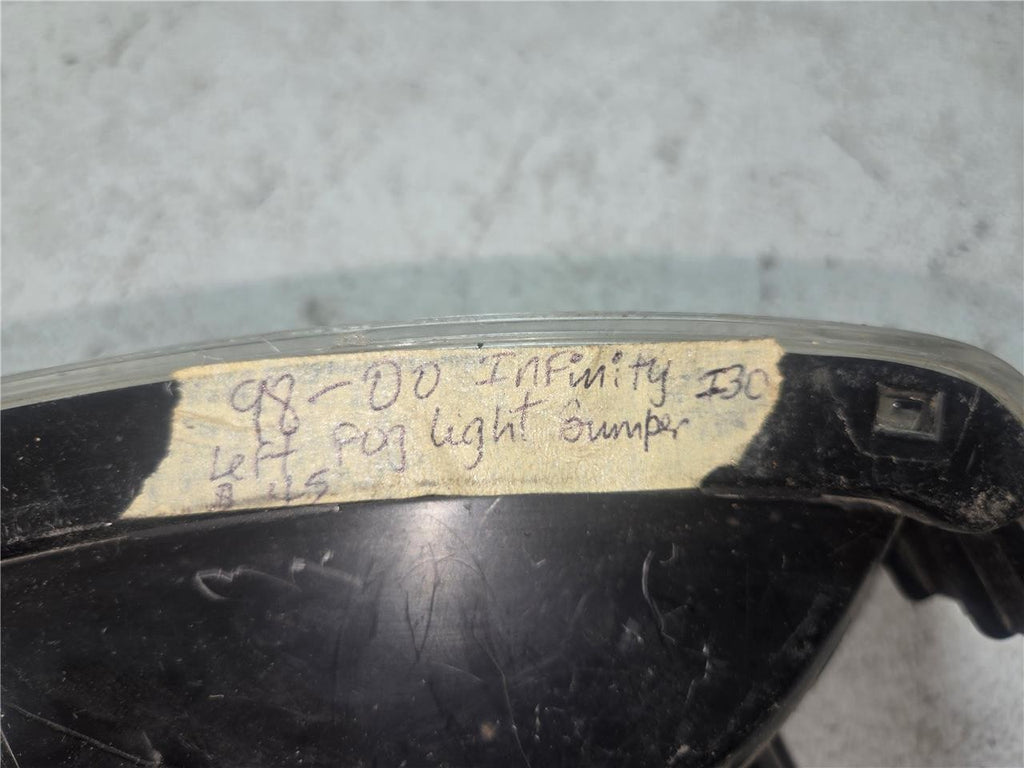 98-00 Infinity I30
Left Fog Light Bumper